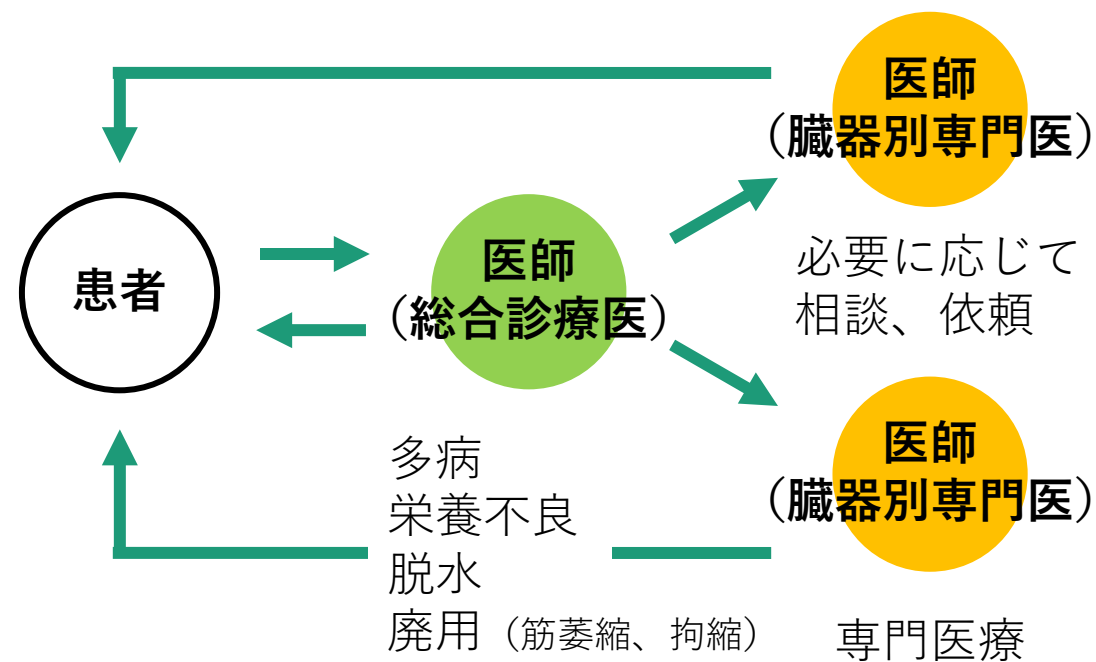 医師
（臓器別専門医）
患者
医師
（総合診療医）
必要に応じて
相談、依頼
医師
（臓器別専門医）
多病
栄養不良
脱水
廃用（筋萎縮、拘縮）
専門医療